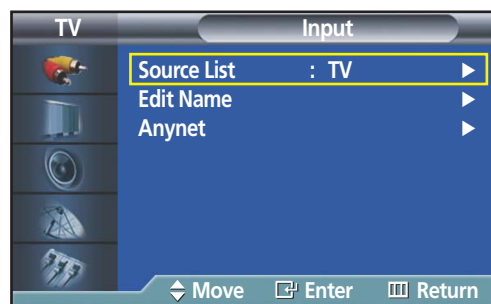 TV Input
Source List : TV
Edit Name
Anynet
Move Enter Return